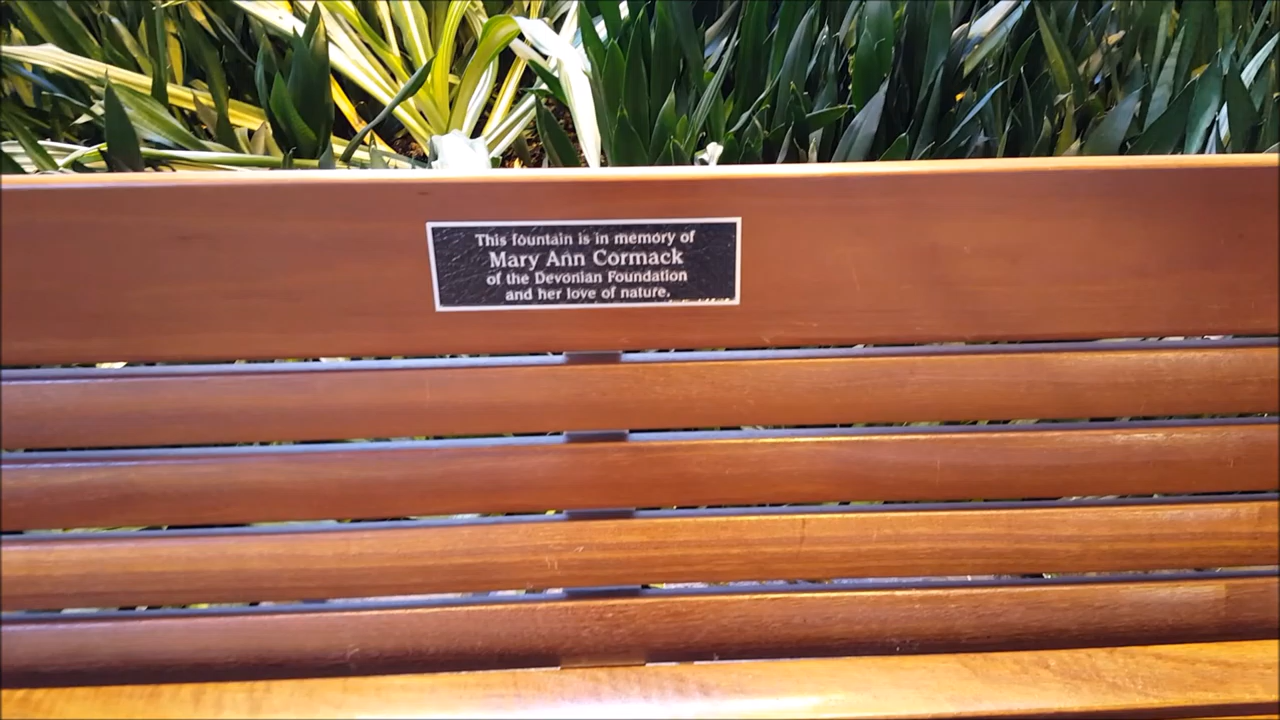 This fountain is in memory of
Mary Ann Cormack
of the Devonian Foundation
and her love of nature.